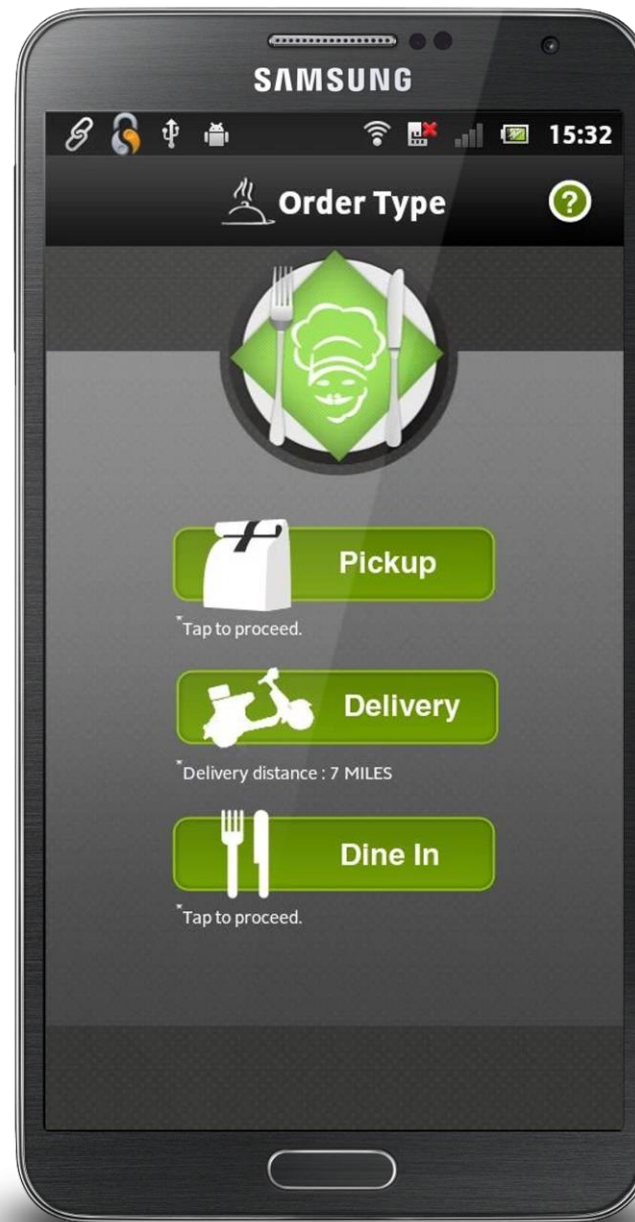 SAMSUNG
15:32
Order Type
?
Pickup
*Tap to proceed.
Delivery
*Delivery distance : 7 MILES
Dine In
*Tap to proceed.